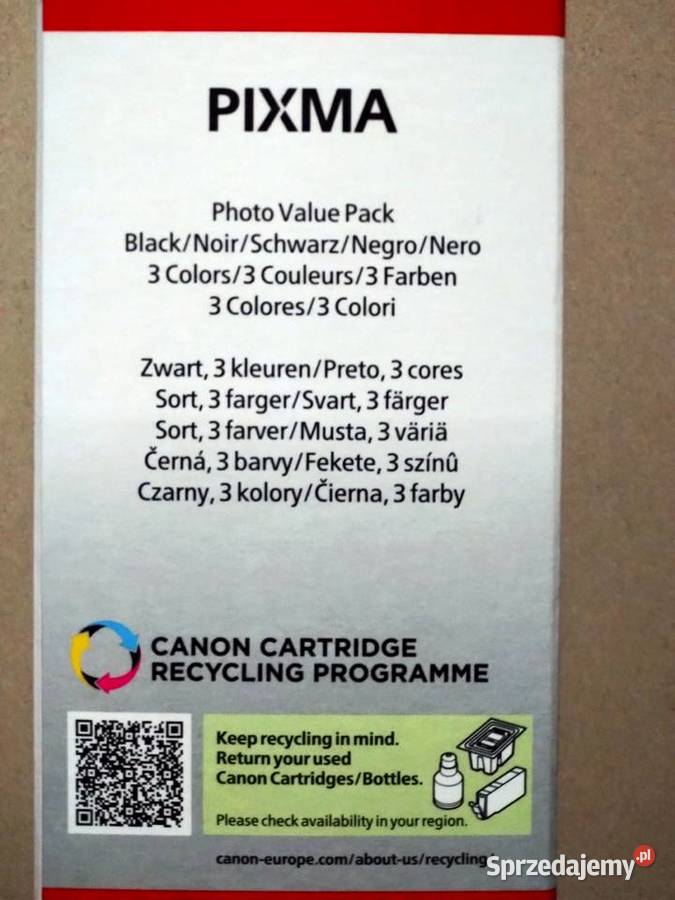 PIXMA
Photo Value Pack
Black/Noir/Schwarz/Negro/Nero
3 Colors/3 Couleurs/3 Farben
3 Colores/3 Colori
Zwart, 3 kleuren/Preto, 3 cores
Sort, 3 farger/Svart, 3 färger
Sort, 3 farver/Musta, 3 väriä
Černá, 3 barvy/Fekete, 3 színû
Czarny, 3 kolory/Čierna, 3 farby
CANON CARTRIDGE
RECYCLING PROGRAMME
Keep recycling in mind.
Return your used
Canon Cartridges/Bottles.
Please check availability in your region.
canon-europe.com/about-us/recycling/
Sprzedajemy.pl